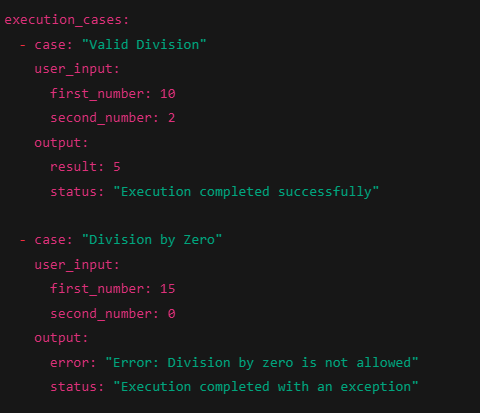 execution_cases:
  - case: "Valid Division"
    user_input:
      first_number: 10
      second_number: 2
    output:
      result: 5
      status: "Execution completed successfully"

  - case: "Division by Zero"
    user_input:
      first_number: 15
      second_number: 0
    output:
      error: "Error: Division by zero is not allowed"
      status: "Execution completed with an exception"